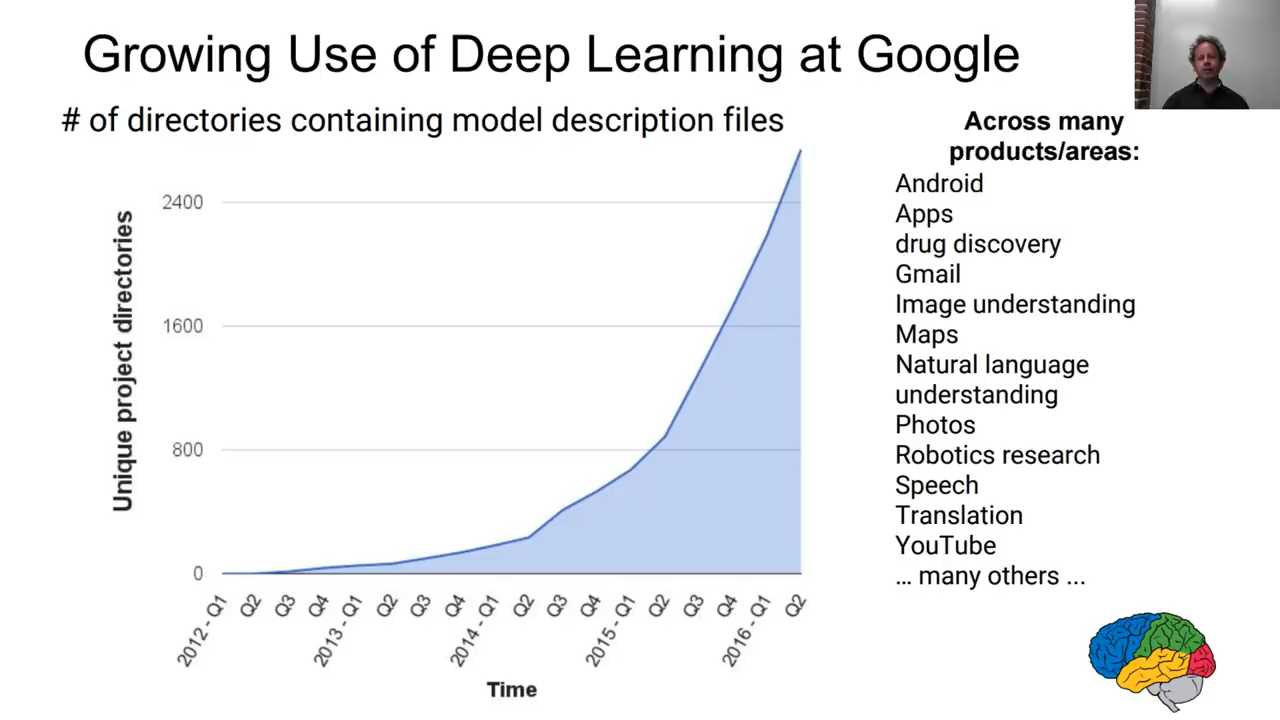 Growing Use of Deep Learning at Google
# of directories containing model description files
Across many
products/areas:
Android
Apps
drug discovery
Gmail
Image understanding
Maps
Natural language
understanding
Photos
Robotics research
Speech
Translation
YouTube
… many others ...
Unique project directories
2400
1600
800
0
2012 - Q1
Q2
Q3
Q4
2013 - Q1
Q2
Q3
Q4
2014 - Q1
Q2
Q3
Q4
2015 - Q1
Q2
Q3
Q4
2016 - Q1
Q2
Time